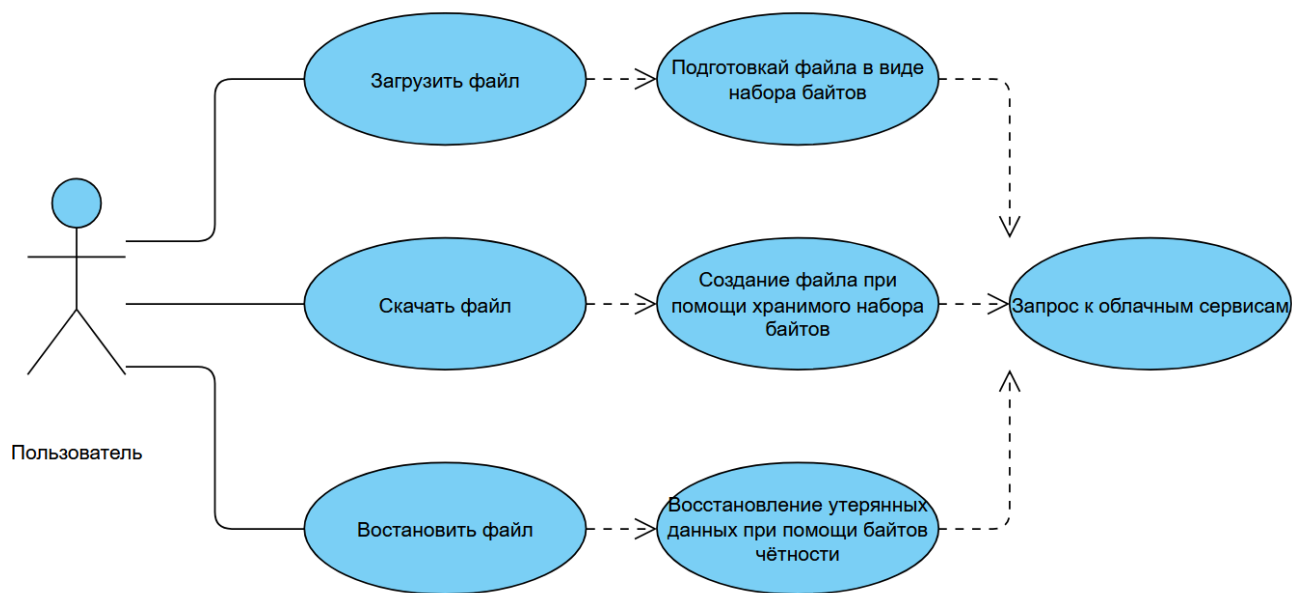 Загрузить файл
Подготовкай файла в виде
набора байтов
Скачать файл
Создание файла при
помощи хранимого набора
байтов
Запрос к облачным сервисам
Пользователь
Востановить файл
Восстановление утерянных
данных при помощи байтов
чётности